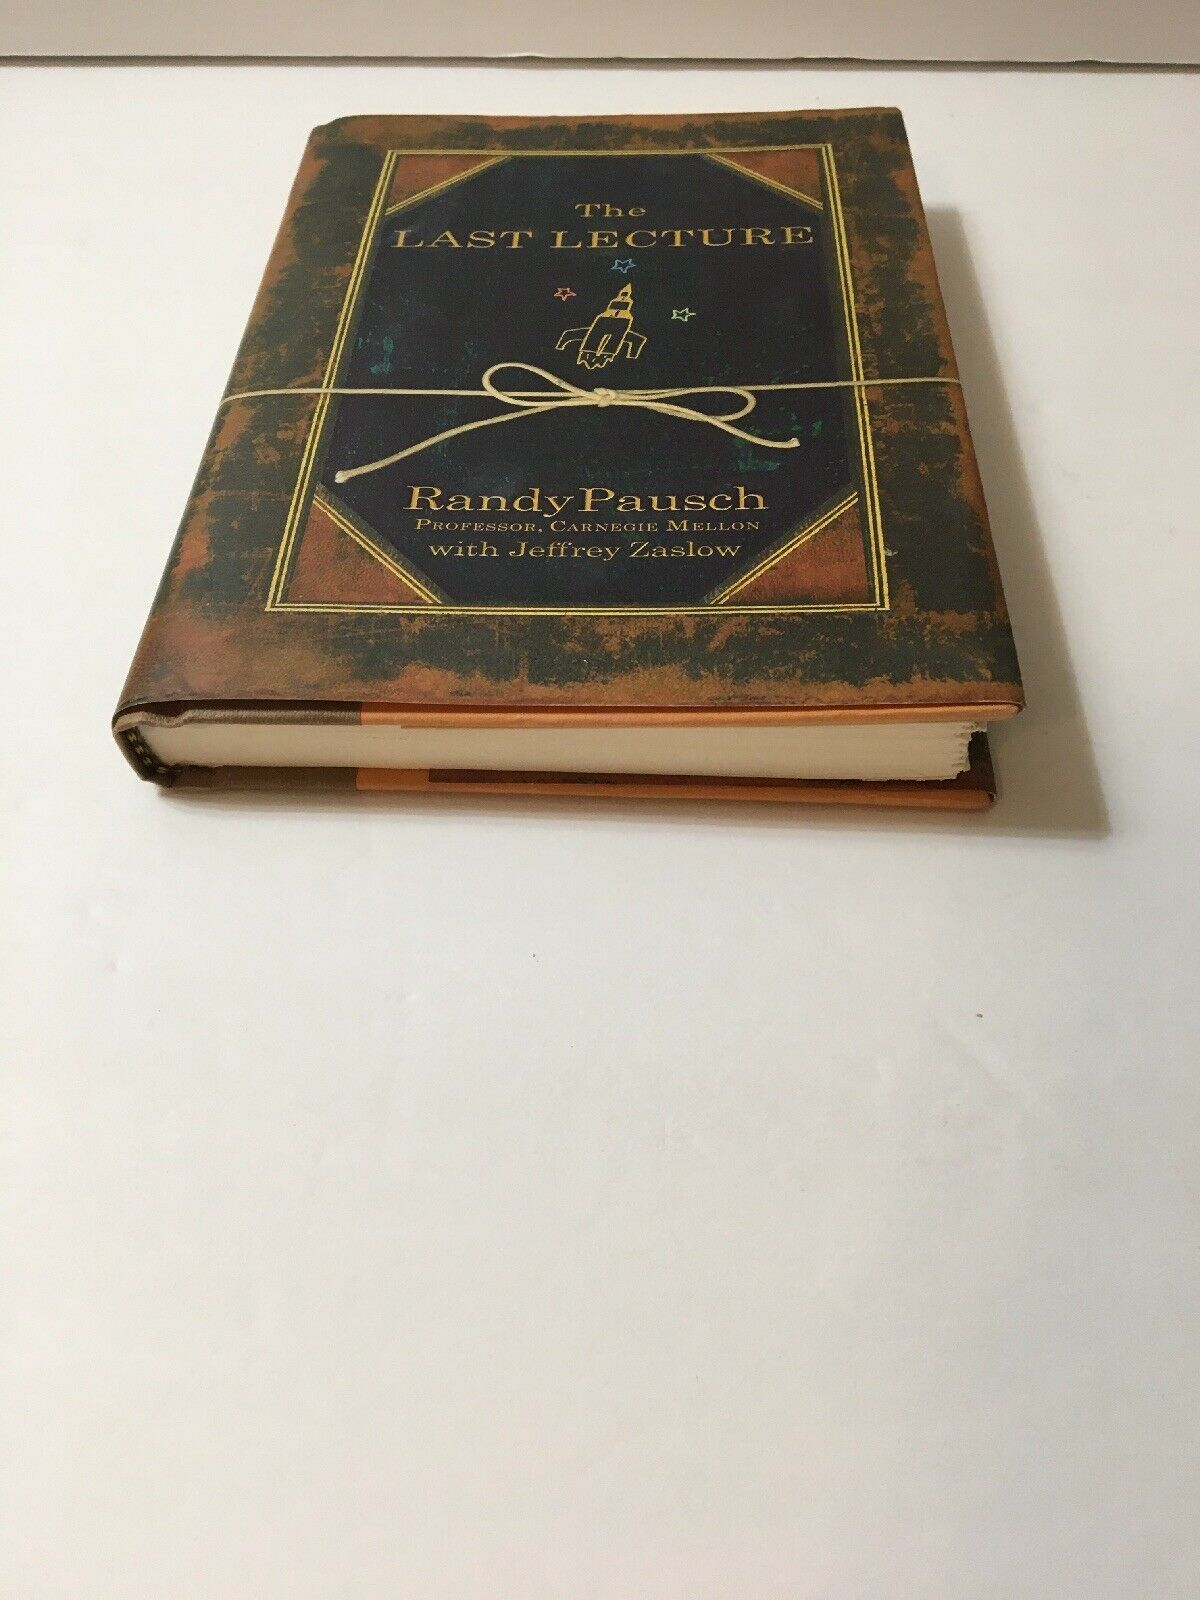 The
LAST LECTURE
Randy Pausch
PROFESSOR, CARNEGIE MELLON
with Jeffrey Zaslow